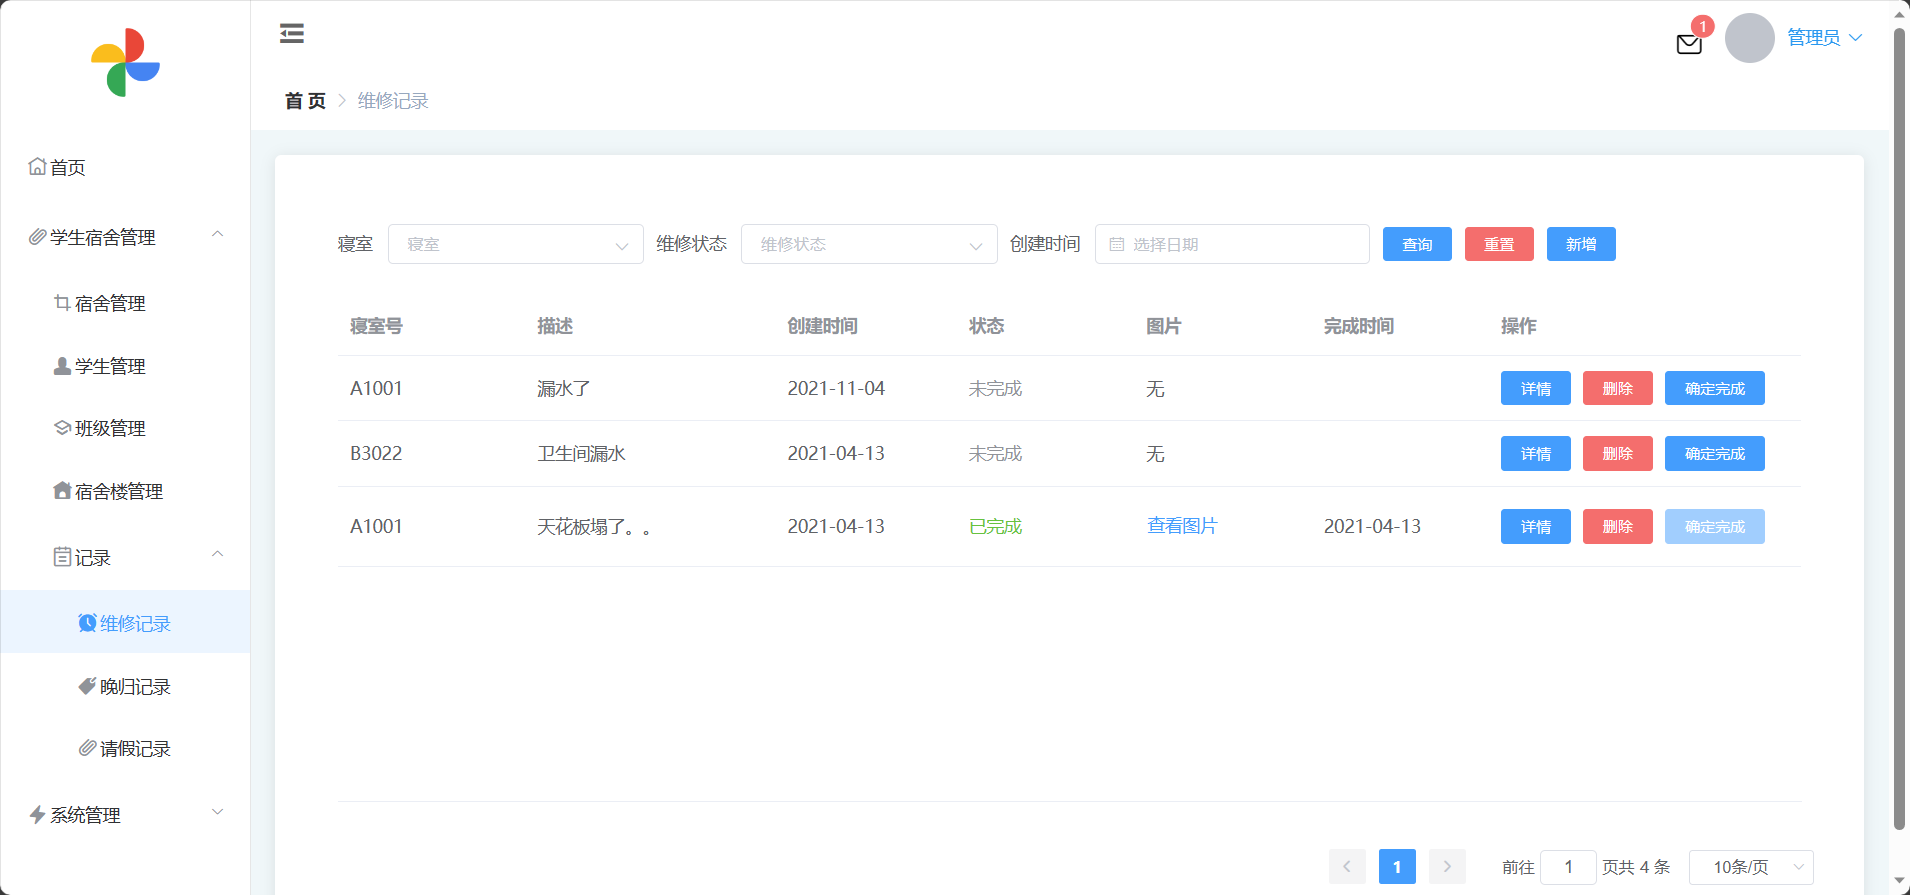 1
管理员
首页
维修记录
首页
学生宿舍管理
宿舍管理
学生管理
班级管理
宿舍楼管理
记录
维修记录
晚归记录
请假记录
系统管理
寝室 寝室 维修状态 维修状态 创建时间 选择日期 查询 重置 新增
寝室号 描述 创建时间 状态 图片 完成时间 操作
A1001 漏水了 2021-11-04 未完成 无 详情 删除 确定完成
B3022 卫生间漏水 2021-04-13 未完成 无 详情 删除 确定完成
A1001 天花板塌了。。 2021-04-13 已完成 查看图片 2021-04-13 详情 删除 确定完成
1 前往 1 页共 4 条 10条/页